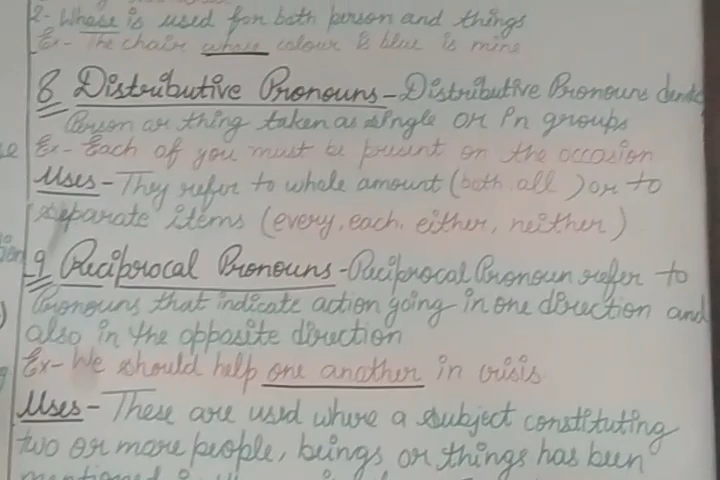 2- Whose is used for both person and things
Ex- The chair whose colour is blue is mine
8 Distributive Pronouns - Distributive Pronouns denote
Person or thing taken as single or in groups
Ex- Each of you must be present on the occasion
Uses - They refer to whole amount (both, all ) or to
separate items (every, each, either, neither)
9 Reciprocal Pronouns - Reciprocal Pronoun refer to
Pronouns that indicate action going in one direction and
also in the opposite direction
Ex- We should help one another in crisis
Uses - These are used where a subject constituting
two or more people, beings, or things has been